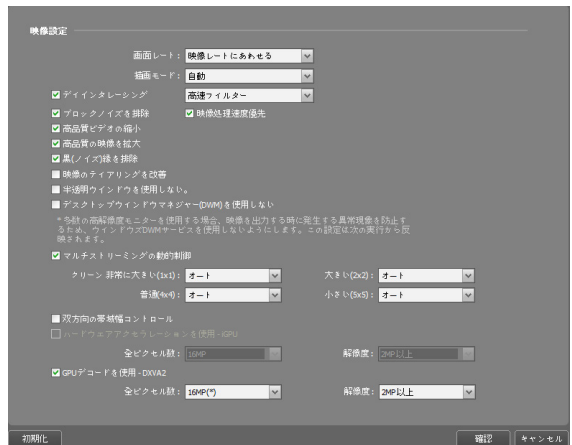 映像設定
画面レート: 映像レートにあわせる
描画モード: 自動
ディインタレーシング 高速フィルター
ブロックノイズを排除 映像処理速度優先
高品質ビデオの縮小
高品質の映像を拡大
黒(ノイズ)縁を排除
映像のティアリングを改善
半透明ウインドウを使用しない。
デスクトップウィンドウマネジャー(DWM)を使用しない
*多数の高解像度モニターを使用する場合、映像を出力する時に発生する異常現像を防止するため、ウインドウズDWMサービスを使用しないようにします。この設定は次の実行から反映されます。
マルチストリーミングの動的制御
クリーン 非常に大きい(1x1): オート 大きい(2x2): オート
普通(4x4): オート 小さい(5x5): オート
双方向の帯域幅コントロール
ハードウエアアクセラレーションを使用 - iGPU
全ピクセル数: 16MP 解像度: 2MP以上
GPUデコードを使用 - DXVA2
全ピクセル数: 16MP(*) 解像度: 2MP以上
初期化 確認 キャンセル